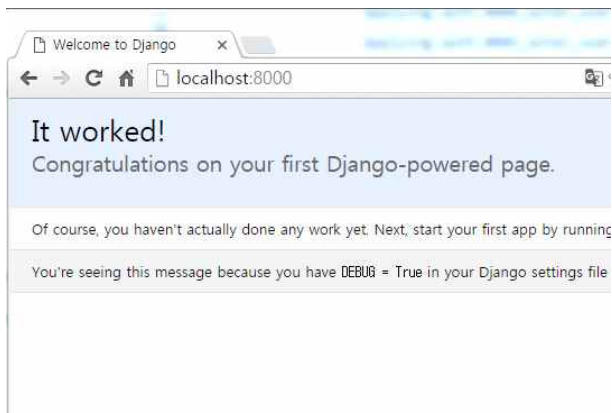 Welcome to Django
localhost:8000
It worked!
Congratulations on your first Django-powered page.
Of course, you haven't actually done any work yet. Next, start your first app by running
You're seeing this message because you have DEBUG = True in your Django settings file